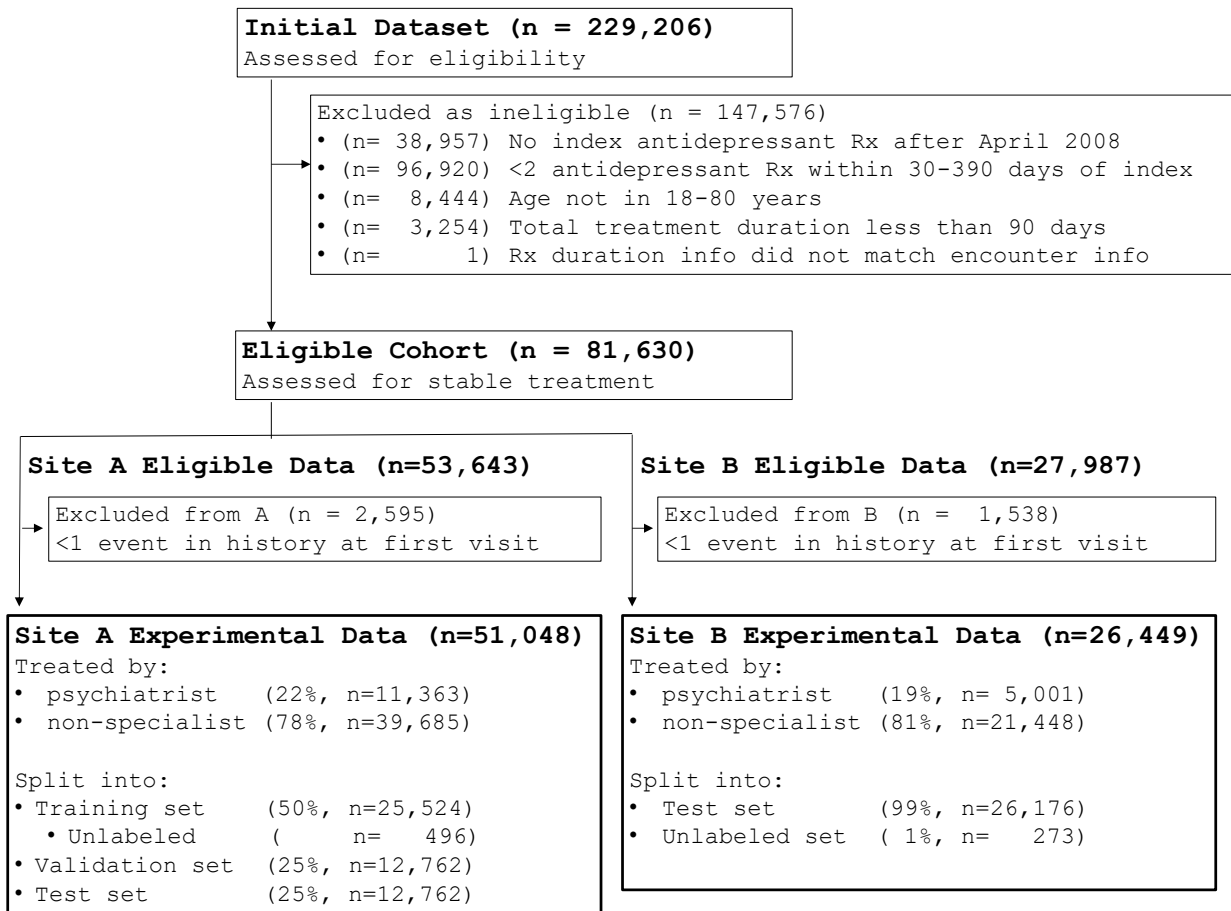 Initial Dataset (n = 229,206)
Assessed for eligibility
Excluded as ineligible (n = 147,576)
• (n= 38,957) No index antidepressant Rx after April 2008
• (n= 96,920) <2 antidepressant Rx within 30-390 days of index
• (n=  8,444) Age not in 18-80 years
• (n=  3,254) Total treatment duration less than 90 days
• (n=      1) Rx duration info did not match encounter info
Eligible Cohort (n = 81,630)
Assessed for stable treatment
Site A Eligible Data (n=53,643)
Excluded from A (n = 2,595)
<1 event in history at first visit
Site A Experimental Data (n=51,048)
Treated by:
• psychiatrist   (22%, n=11,363)
• non-specialist (78%, n=39,685)
Split into:
• Training set   (50%, n=25,524)
• Unlabeled    (     n=   496)
• Validation set (25%, n=12,762)
• Test set       (25%, n=12,762)
Site B Eligible Data (n=27,987)
Excluded from B (n =  1,538)
<1 event in history at first visit
Site B Experimental Data (n=26,449)
Treated by:
• psychiatrist   (19%, n= 5,001)
• non-specialist (81%, n=21,448)
Split into:
• Test set      (99%, n=26,176)
• Unlabeled set ( 1%, n=   273)